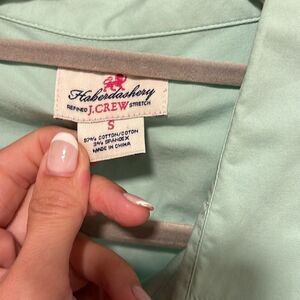 Haberdashery
REFINED J.CREW STRETCH
S
97% COTTON/COTON
3% SPANDEX
MADE IN CHINA